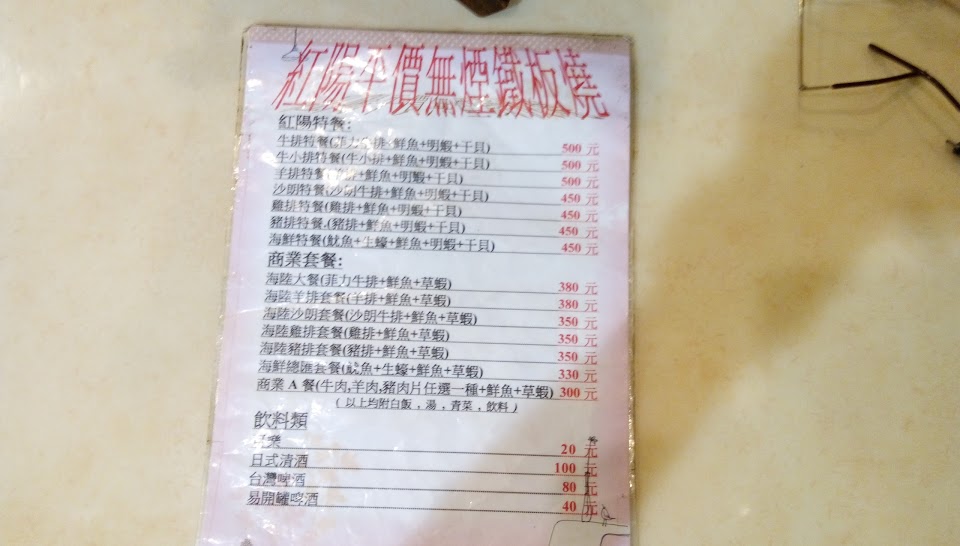 紅陽平價無煙鐵板燒
紅陽特餐:
牛排特餐(菲力牛排+鮮魚+明蝦+干貝) 500 元
牛小排特餐(牛小排+鮮魚+明蝦+干貝) 500 元
羊排特餐(羊排+鮮魚+明蝦+干貝) 500 元
沙朗特餐(沙朗牛排+鮮魚+明蝦+干貝) 450 元
雞排特餐(雞排+鮮魚+明蝦+干貝) 450 元
豬排特餐.(豬排+鮮魚+明蝦+干貝) 450 元
海鮮特餐(魷魚+生蠔+鮮魚+明蝦+干貝) 450 元
商業套餐:
海陸大餐(菲力牛排+鮮魚+草蝦) 380 元
海陸羊排套餐(羊排+鮮魚+草蝦) 380 元
海陸沙朗套餐(沙朗牛排+鮮魚+草蝦) 350 元
海陸雞排套餐(雞排+鮮魚+草蝦) 350 元
海陸豬排套餐(豬排+鮮魚+草蝦) 350 元
海鮮總匯套餐(魷魚+生蠔+鮮魚+草蝦) 330 元
商業 A 餐(牛肉,羊肉,豬肉片任選一種+鮮魚+草蝦) 300 元
( 以上均附白飯 , 湯 , 青菜 , 飲料 )
飲料類
樂 20 元
日式清酒 100 元
台灣啤酒 80 元
易開罐啤酒 40 元